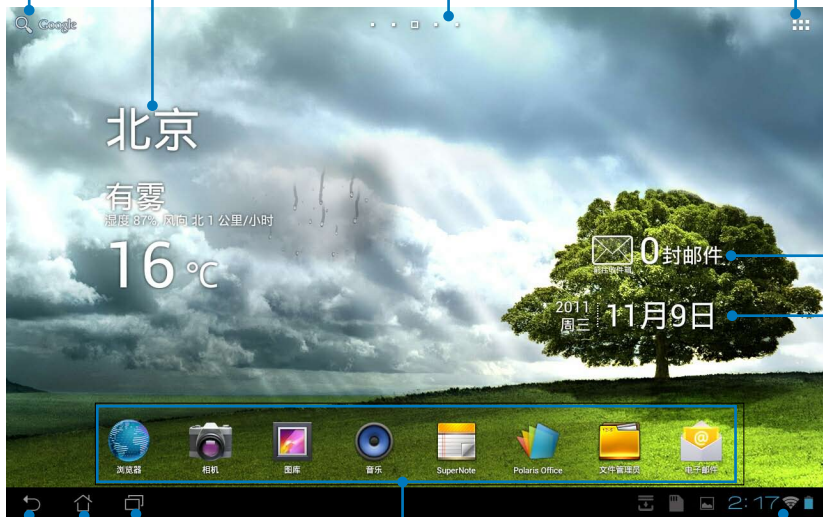 Google
北京
有雾
湿度 87% 风向 北 1 公里/小时
16 °C
0封邮件
2011
周三
11月9日
浏览器
相机
图库
音乐
SuperNote
Polaris Office
文件管理员
电子邮件
2:17